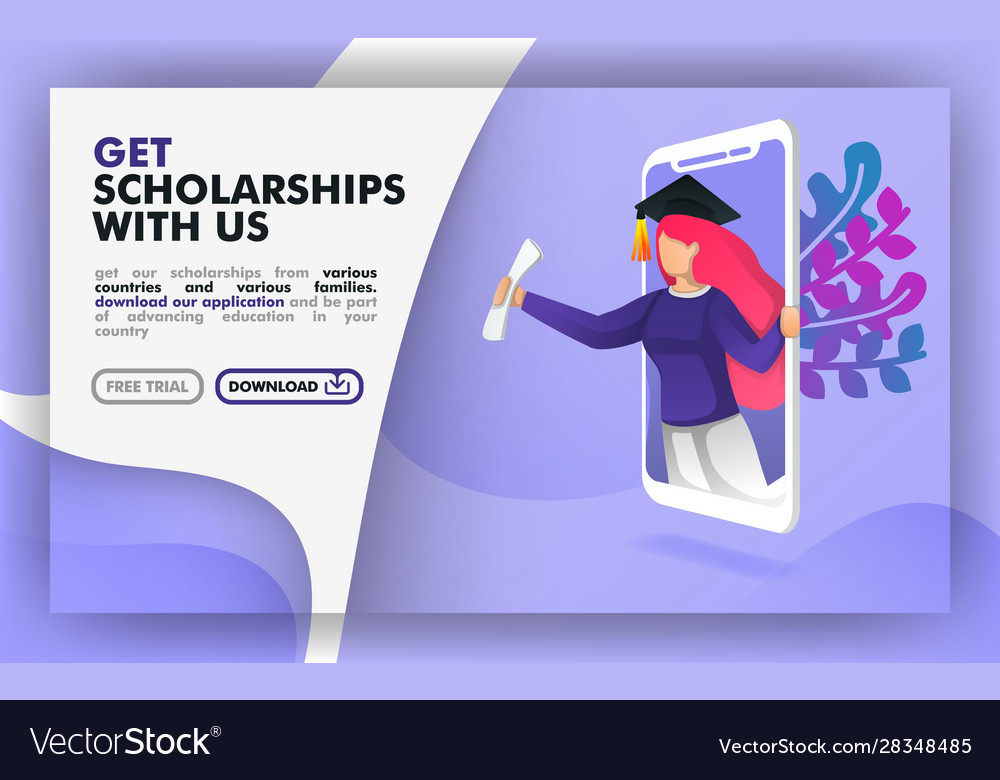 GET
SCHOLARSHIPS
WITH US
get our scholarships from various
countries and various families.
download our application and be part
of advancing education in your
country
FREE TRIAL
DOWNLOAD
VectorStock®
VectorStock.com/28348485